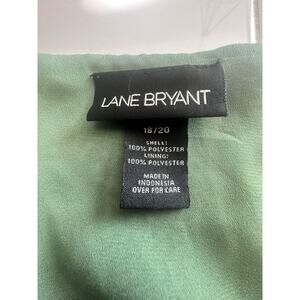 LANE BRYANT
18/20
SHELL:
100% POLYESTER
LINING:
100% POLYESTER
MADE IN
INDONESIA
OVER FOR CARE